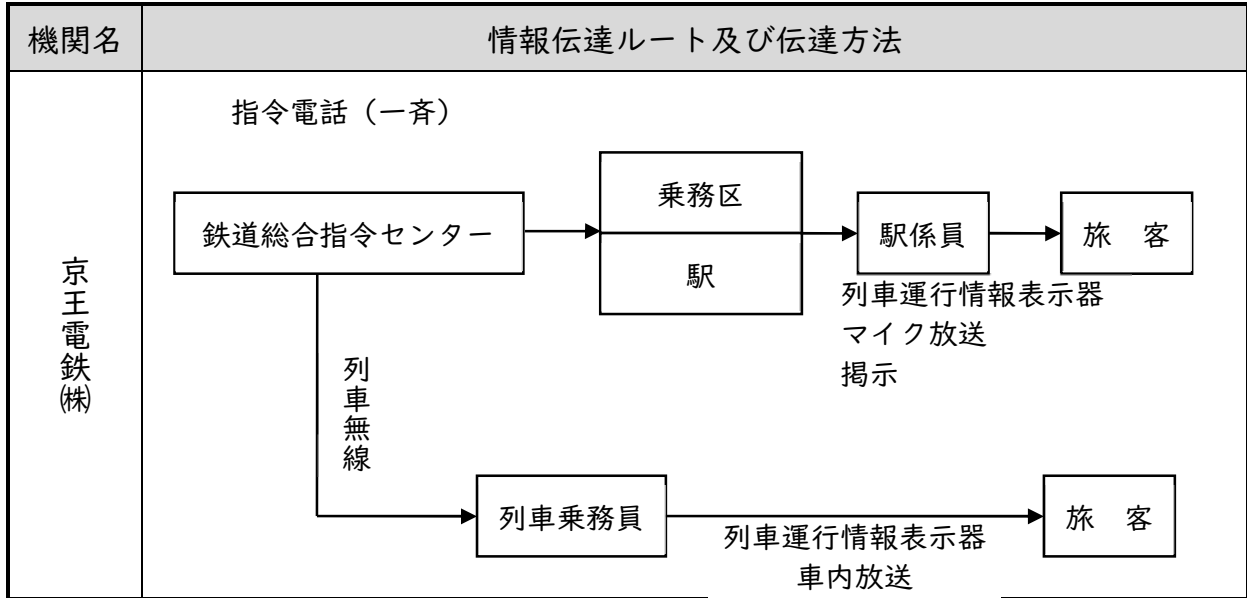 機関名
情報伝達ルート及び伝達方法
京王電鉄㈱
指令電話(一斉)
鉄道総合指令センター
乗務区
駅
駅係員
旅 客
列車運行情報表示器
マイク放送
掲示
列車無線
列車乗務員
旅 客
列車運行情報表示器
車内放送